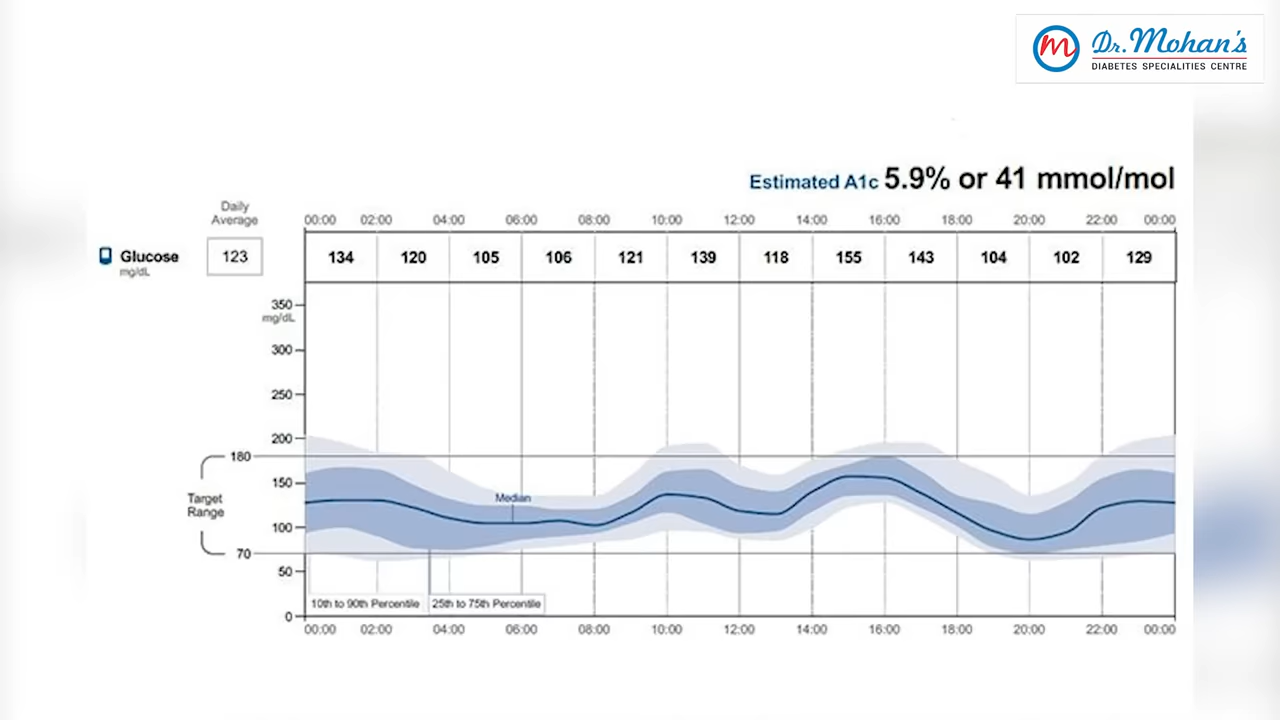 m Dr. Mohan's
DIABETES SPECIALITIES CENTRE
Estimated A1c 5.9% or 41 mmol/mol
Daily
Average
00:00 02:00 04:00 06:00 08:00 10:00 12:00 14:00 16:00 18:00 20:00 22:00 00:00
Glucose 123 134 120 105 106 121 139 118 155 143 104 102 129
mg/dL
350
mg/dL
300
250
200
180
150
Target
Range
Median
100
70
50
10th to 90th Percentile 25th to 75th Percentile
0
00:00 02:00 04:00 06:00 08:00 10:00 12:00 14:00 16:00 18:00 20:00 22:00 00:00